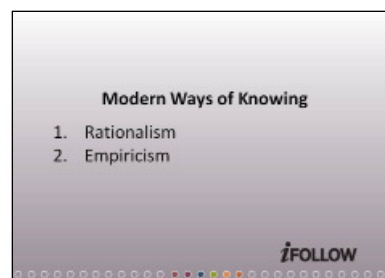 Modern Ways of Knowing
1. Rationalism
2. Empiricism
iFOLLOW